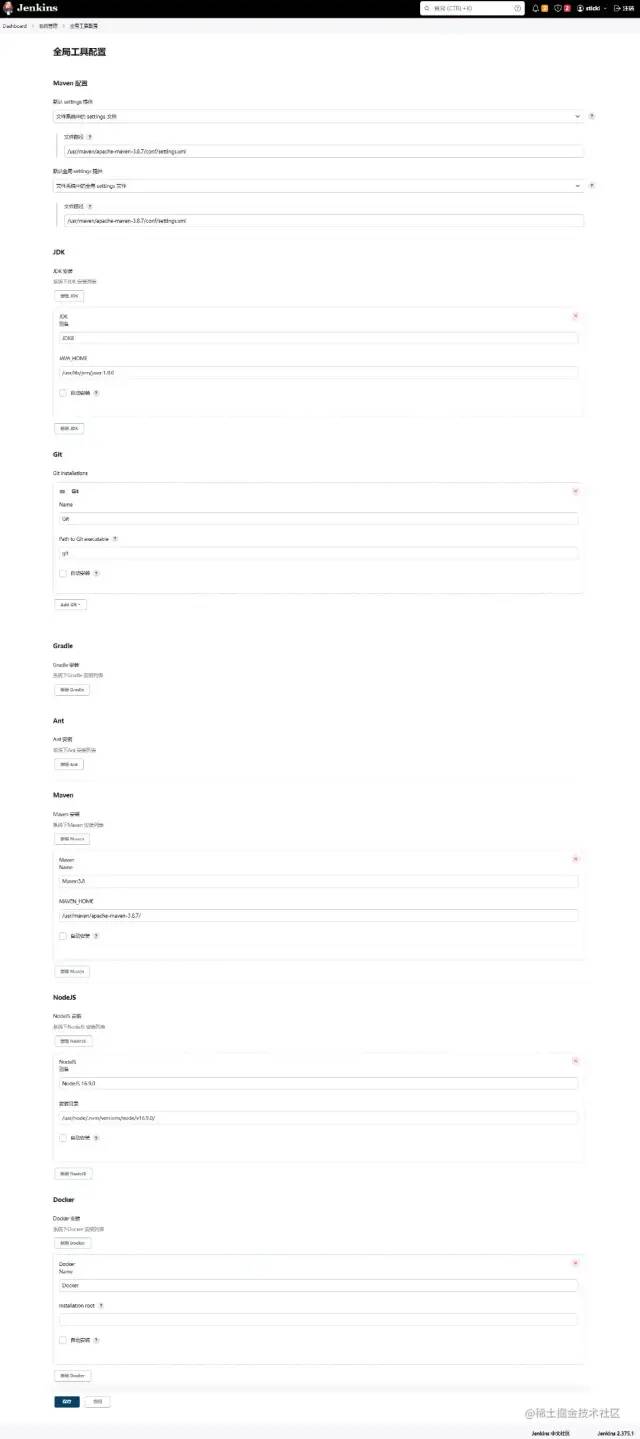 Jenkins
查找 (CTRL+K)
2
2
sticki
注销
Dashboard
系统管理
全局工具配置
全局工具配置
Maven 配置
默认 settings 提供
文件系统中的 settings 文件
文件路径
/usr/maven/apache-maven-3.8.7/conf/settings.xml
默认全局 settings 提供
文件系统中的全局 settings 文件
文件路径
/usr/maven/apache-maven-3.8.7/conf/settings.xml
JDK
JDK 安装
系统下JDK 安装列表
新增 JDK
JDK
别名
JDK8
JAVA_HOME
自动安装
新增 JDK
Git
Git installations
Git
Name
Git
Path to Git executable
git
自动安装
Add Git
Gradle
Gradle 安装
系统下Gradle 安装列表
新增 Gradle
Ant
Ant 安装
系统下Ant 安装列表
新增 Ant
Maven
Maven 安装
系统下Maven 安装列表
新增 Maven
Maven
Name
Maven3.8
MAVEN_HOME
/usr/maven/apache-maven-3.8.7/
自动安装
新增 Maven
NodeJS
NodeJS 安装
系统下NodeJS 安装列表
新增 NodeJS
NodeJS
别名
NodeJS 16.9.0
安装目录
/usr/node/.nvm/versions/node/v16.9.0/
自动安装
新增 NodeJS
Docker
Docker 安装
系统下Docker 安装列表
新增 Docker
Docker
Name
Docker
Installation root
自动安装
新增 Docker
保存
应用
@稀土掘金技术社区
Jenkins 中文社区
Jenkins 2.375.1